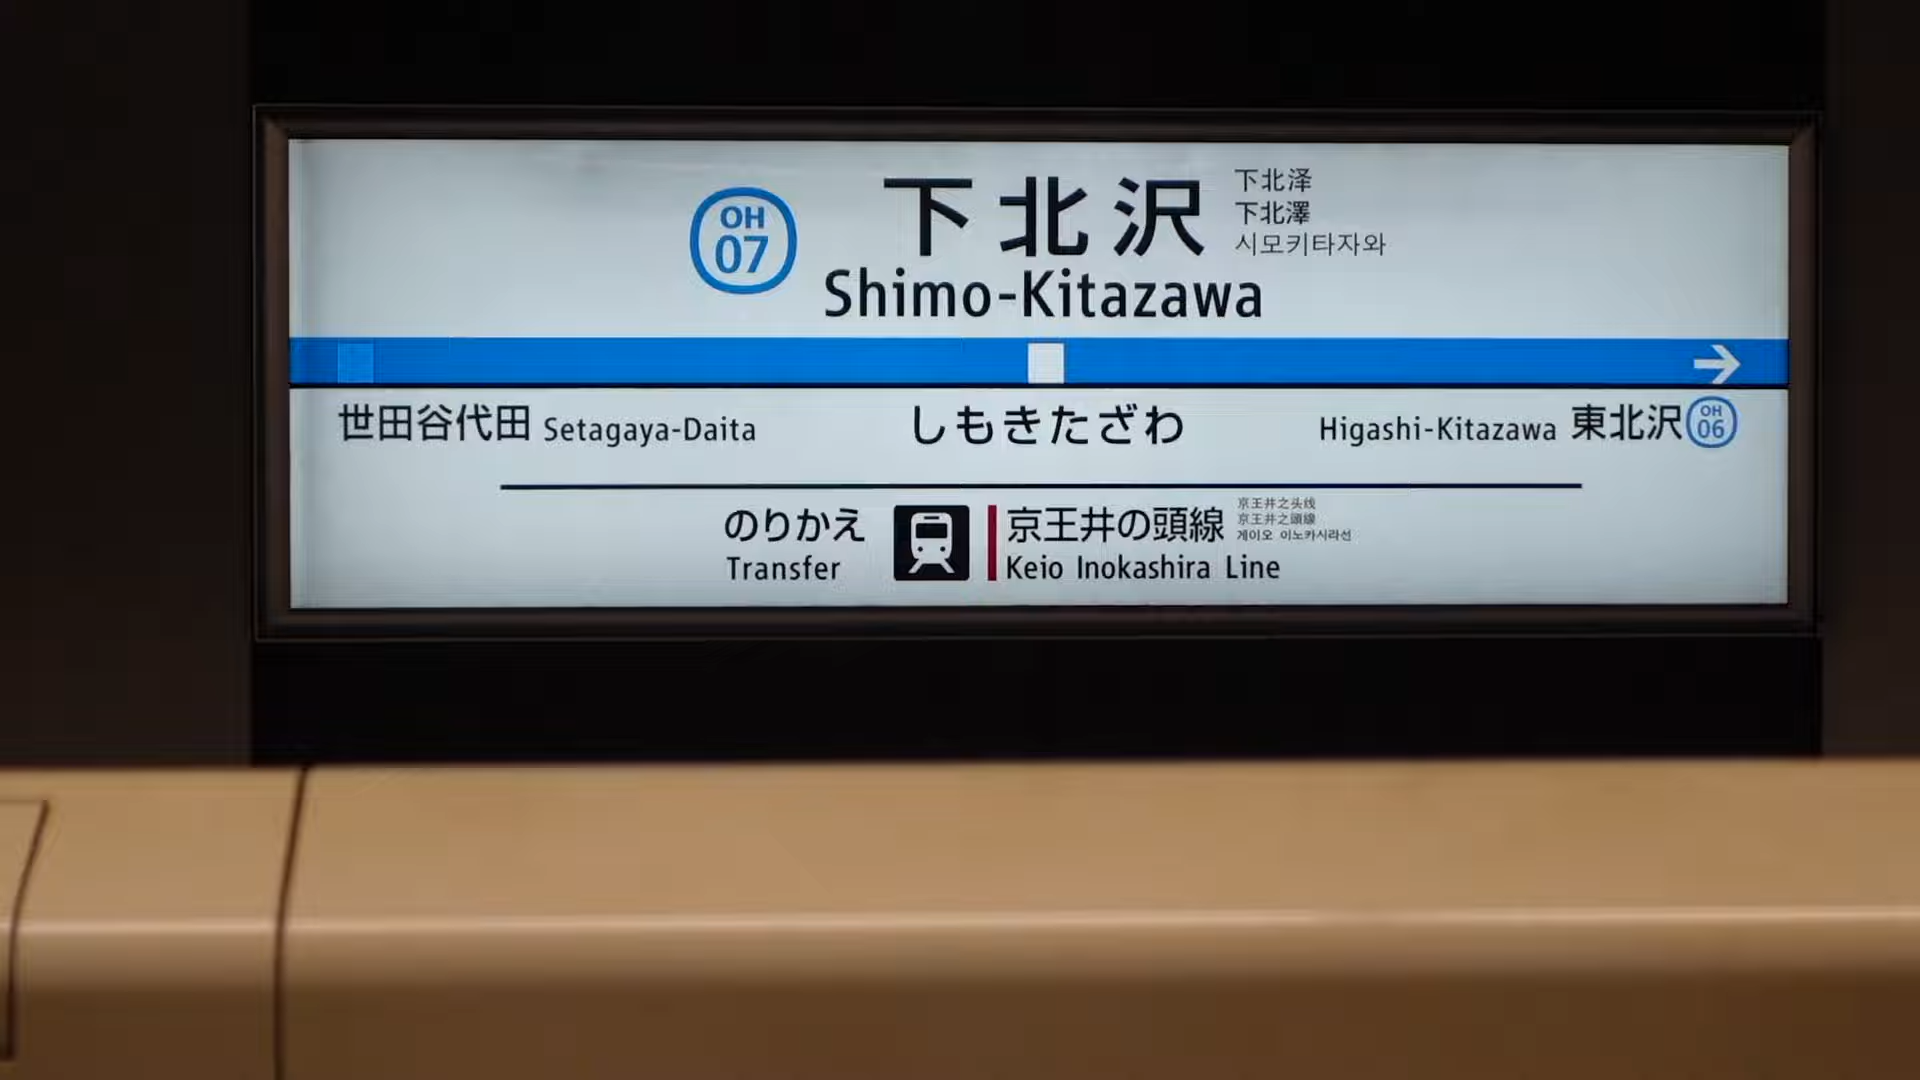 OH
07
下北沢
下北泽
下北澤
시모키타자와
Shimo-Kitazawa
世田谷代田 Setagaya-Daita
しもきたざわ
Higashi-Kitazawa 東北沢 OH 06
のりかえ
Transfer
京王井の頭線
京王井之头线
京王井之頭線
게이오 이노카시라선
Keio Inokashira Line